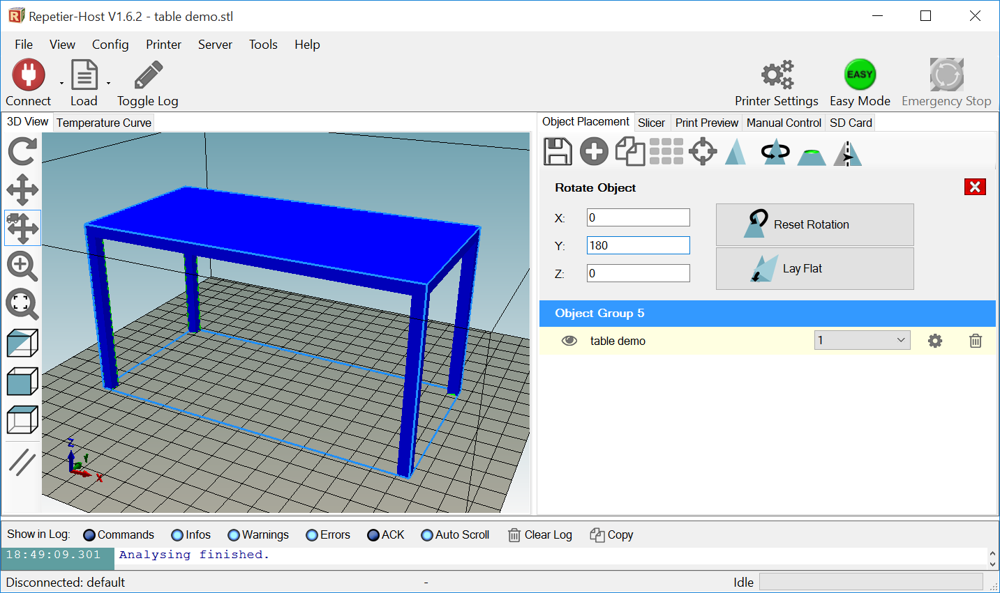 Repetier-Host V1.6.2 - table demo.stl
File View Config Printer Server Tools Help
Connect Load Toggle Log Printer Settings EASY Easy Mode Emergency Stop
3D View Temperature Curve
Object Placement Slicer Print Preview Manual Control SD Card
Rotate Object
X: 0 Reset Rotation
Y: 180
Z: 0 Lay Flat
Object Group 5
table demo 1
Z
Y
X
Show in Log: Commands Infos Warnings Errors ACK Auto Scroll Clear Log Copy
18:49:09.301 Analysing finished.
Disconnected: default - Idle